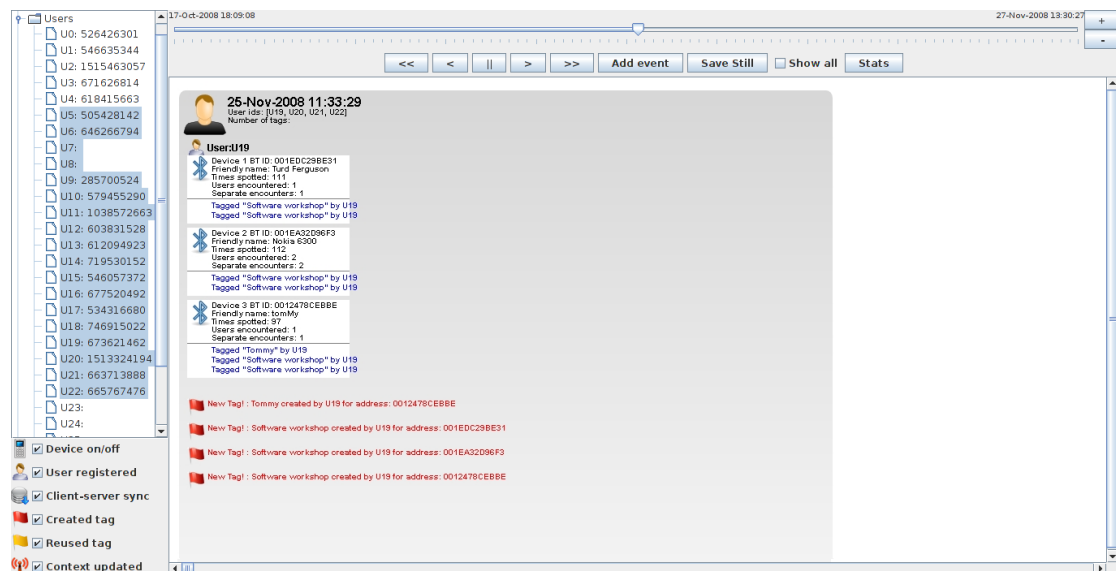 Users
U0: 526426301
U1: 546635344
U2: 1515463057
U3: 671626814
U4: 618415663
U5: 505428142
U6: 646266794
U7:
U8:
U9: 285700524
U10: 579455290
U11: 1038572663
U12: 603831528
U13: 612094923
U14: 719530152
U15: 546057372
U16: 677520492
U17: 534316680
U18: 746915022
U19: 673621462
U20: 1513324194
U21: 663713888
U22: 665767476
U23:
U24:
Device on/off
User registered
Client-server sync
Created tag
Reused tag
Context updated
17-Oct-2008 18:09:08
27-Nov-2008 13:30:27
+
-
<< < || > >> Add event Save Still Show all Stats
25-Nov-2008 11:33:29
User ids: [U19, U20, U21, U22]
Number of tags:
User:U19
Device 1 BT ID: 001EDC29BE31
Friendly name: Turd Ferguson
Times spotted: 111
Users encountered: 1
Separate encounters: 1
Tagged "Software workshop" by U19
Tagged "Software workshop" by U19
Device 2 BT ID: 001EA32D96F3
Friendly name: Nokia 6300
Times spotted: 112
Users encountered: 2
Separate encounters: 2
Tagged "Software workshop" by U19
Tagged "Software workshop" by U19
Device 3 BT ID: 0012478CEBBE
Friendly name: tomMy
Times spotted: 97
Users encountered: 1
Separate encounters: 1
Tagged "Tommy" by U19
Tagged "Software workshop" by U19
Tagged "Software workshop" by U19
New Tag! : Tommy created by U19 for address: 0012478CEBBE
New Tag! : Software workshop created by U19 for address: 001EDC29BE31
New Tag! : Software workshop created by U19 for address: 001EA32D96F3
New Tag! : Software workshop created by U19 for address: 0012478CEBBE